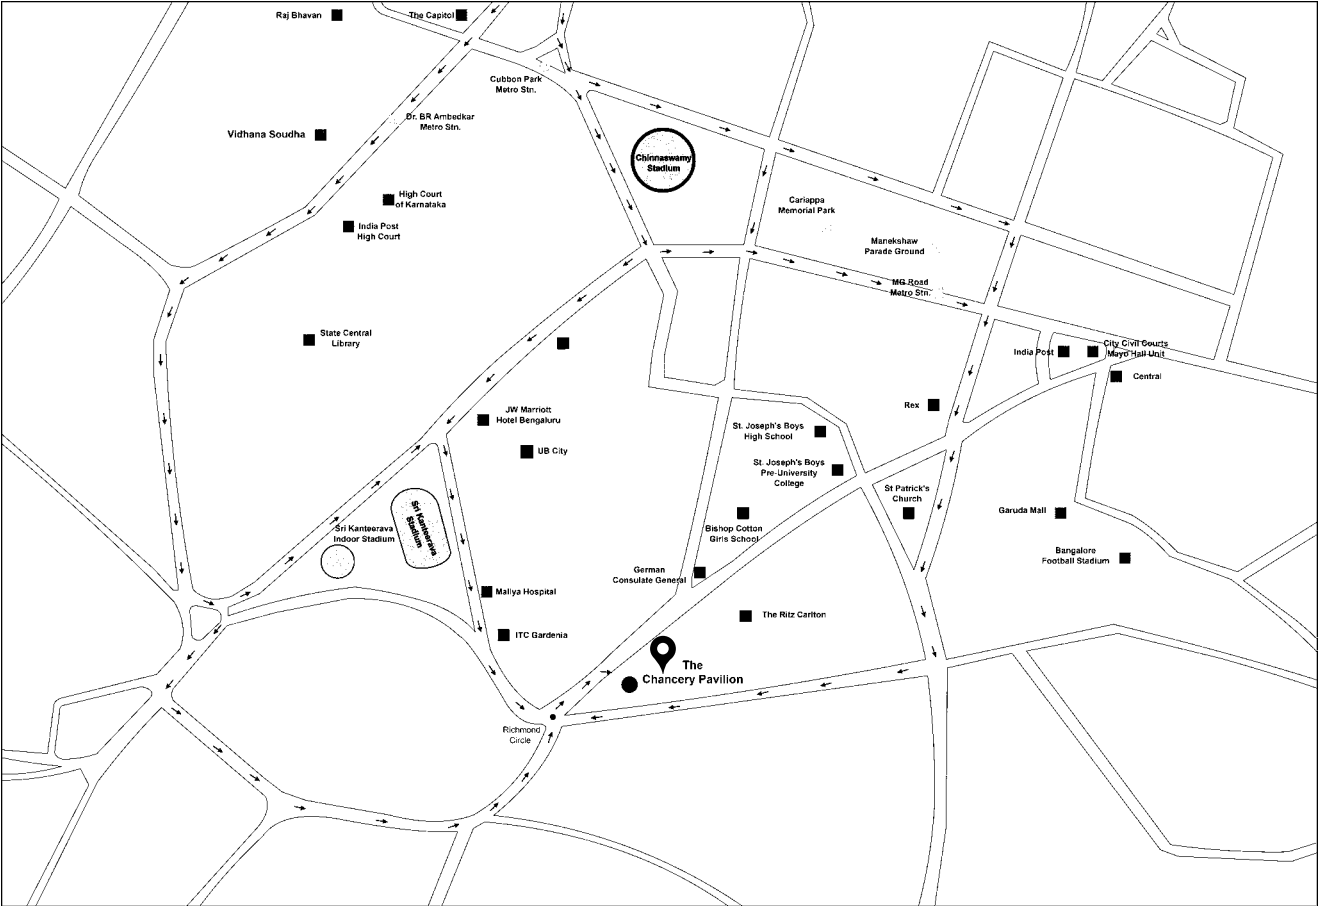 Raj Bhavan
The Capitol
Cubbon Park
Metro Stn.
Dr. BR Ambedkar
Metro Stn.
Vidhana Soudha
Chinnaswamy
Stadium
High Court
of Karnataka
India Post
High Court
Cariappa
Memorial Park
Manekshaw
Parade Ground
MG Road
Metro Stn.
State Central
Library
India Post
City Civil Courts
Mayo Hall Unit
Central
Rex
JW Marriott
Hotel Bengaluru
UB City
St. Joseph's Boys
High School
St. Joseph's Boys
Pre-University
College
St Patrick's
Church
Garuda Mall
Sri Kanteerava
Stadium
Sri Kanteerava
Indoor Stadium
Bishop Cotton
Girls School
Bangalore
Football Stadium
German
Consulate General
Mallya Hospital
The Ritz Carlton
ITC Gardenia
The
Chancery Pavilion
Richmond
Circle